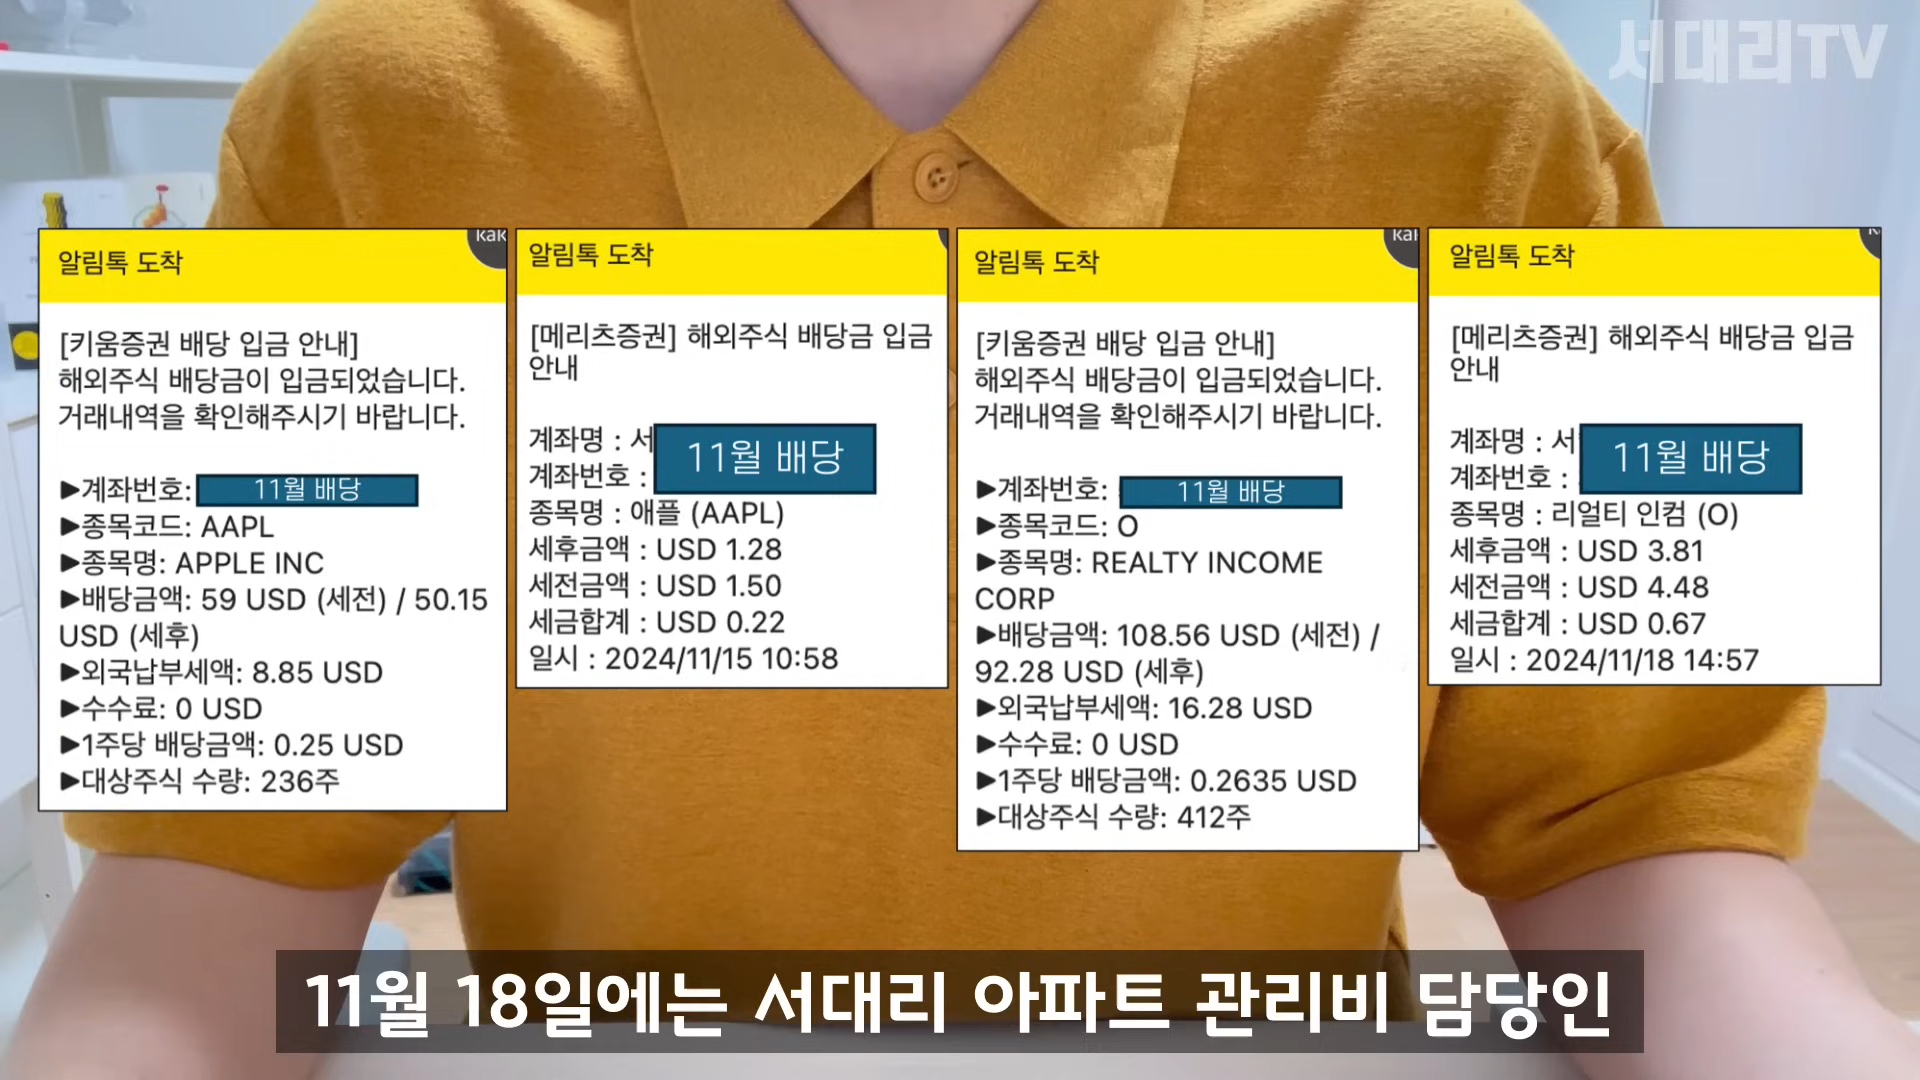 서대리TV
알림톡 도착
kak
[키움증권 배당 입금 안내]
해외주식 배당금이 입금되었습니다.
거래내역을 확인해주시기 바랍니다.
▶계좌번호: 11월 배당
▶종목코드: AAPL
▶종목명: APPLE INC
▶배당금액: 59 USD (세전) / 50.15
USD (세후)
▶외국납부세액: 8.85 USD
▶수수료: 0 USD
▶1주당 배당금액: 0.25 USD
▶대상주식 수량: 236주
알림톡 도착
[메리츠증권] 해외주식 배당금 입금
안내
계좌명 : 서
계좌번호 :
11월 배당
종목명 : 애플 (AAPL)
세후금액 : USD 1.28
세전금액 : USD 1.50
세금합계 : USD 0.22
일시 : 2024/11/15 10:58
알림톡 도착
kak
[키움증권 배당 입금 안내]
해외주식 배당금이 입금되었습니다.
거래내역을 확인해주시기 바랍니다.
▶계좌번호: 11월 배당
▶종목코드: O
▶종목명: REALTY INCOME
CORP
▶배당금액: 108.56 USD (세전) /
92.28 USD (세후)
▶외국납부세액: 16.28 USD
▶수수료: 0 USD
▶1주당 배당금액: 0.2635 USD
▶대상주식 수량: 412주
알림톡 도착
[메리츠증권] 해외주식 배당금 입금
안내
계좌명 : 서
계좌번호 :
11월 배당
종목명 : 리얼티 인컴 (O)
세후금액 : USD 3.81
세전금액 : USD 4.48
세금합계 : USD 0.67
일시 : 2024/11/18 14:57
11월 18일에는 서대리 아파트 관리비 담당인